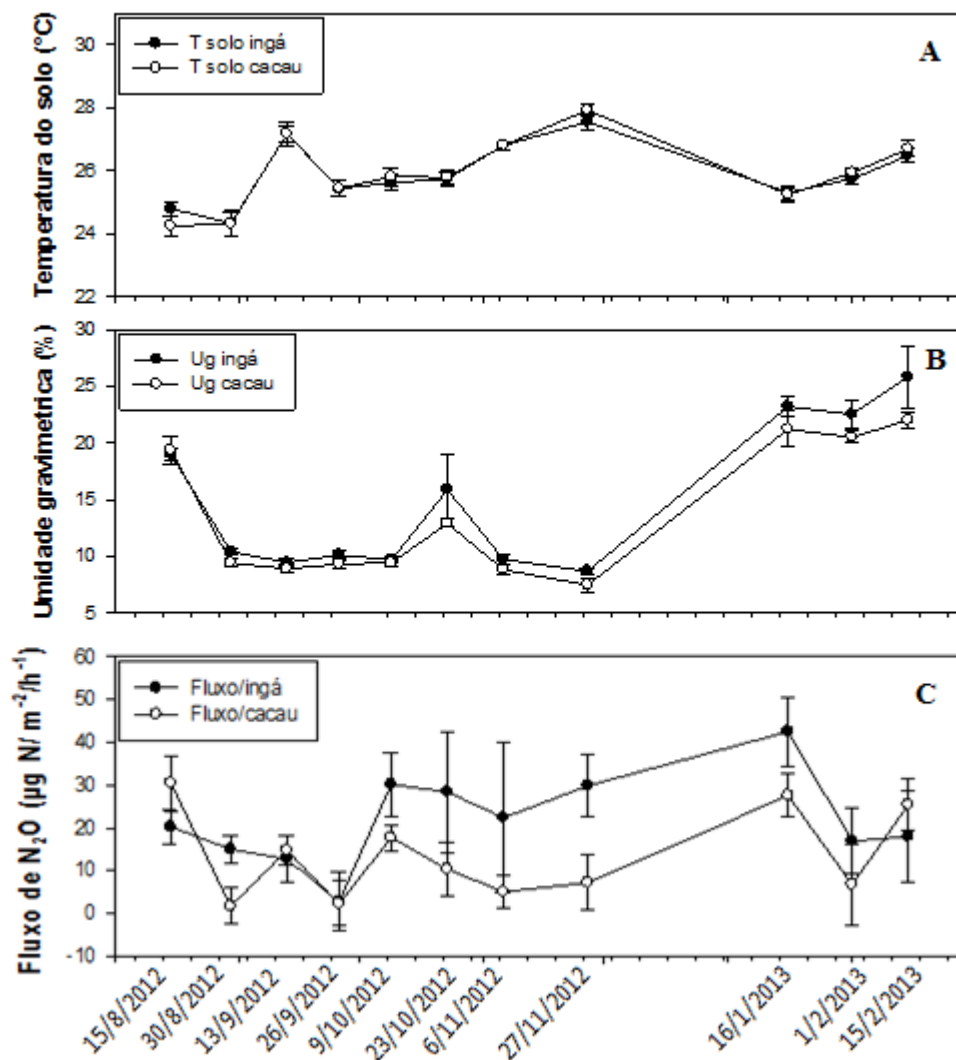 A
T solo ingá
T solo cacau
Temperatura do solo (°C)
30
28
26
24
22
B
Ug ingá
Ug cacau
Umidade gravimetrica (%)
30
25
20
15
10
5
C
Fluxo/ingá
Fluxo/cacau
Fluxo de N₂O (µg N/ m⁻²/h⁻¹)
60
50
40
30
20
10
0
-10
15/8/2012
30/8/2012
13/9/2012
26/9/2012
9/10/2012
23/10/2012
6/11/2012
27/11/2012
16/1/2013
1/2/2013
15/2/2013